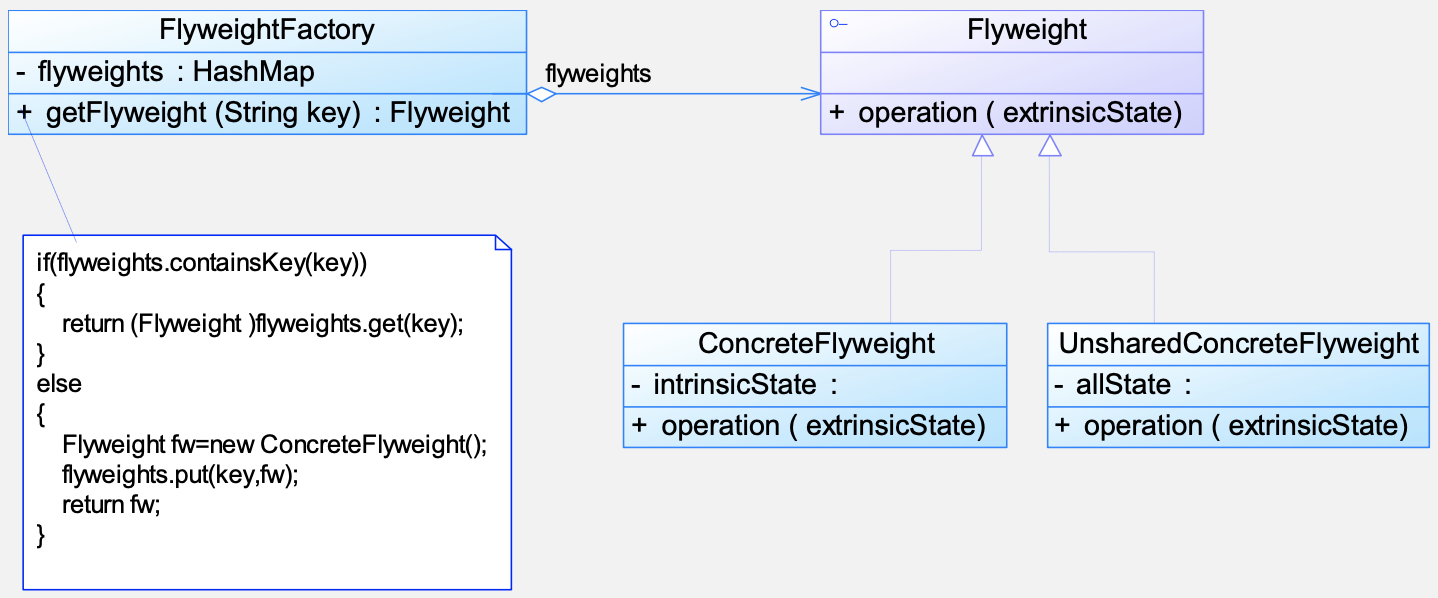 FlyweightFactory
- flyweights : HashMap
+ getFlyweight (String key) : Flyweight
flyweights
Flyweight
+ operation ( extrinsicState)
if(flyweights.containsKey(key))
{
return (Flyweight )flyweights.get(key);
}
else
{
Flyweight fw=new ConcreteFlyweight();
flyweights.put(key,fw);
return fw;
}
ConcreteFlyweight
- intrinsicState :
+ operation ( extrinsicState)
UnsharedConcreteFlyweight
- allState :
+ operation ( extrinsicState)